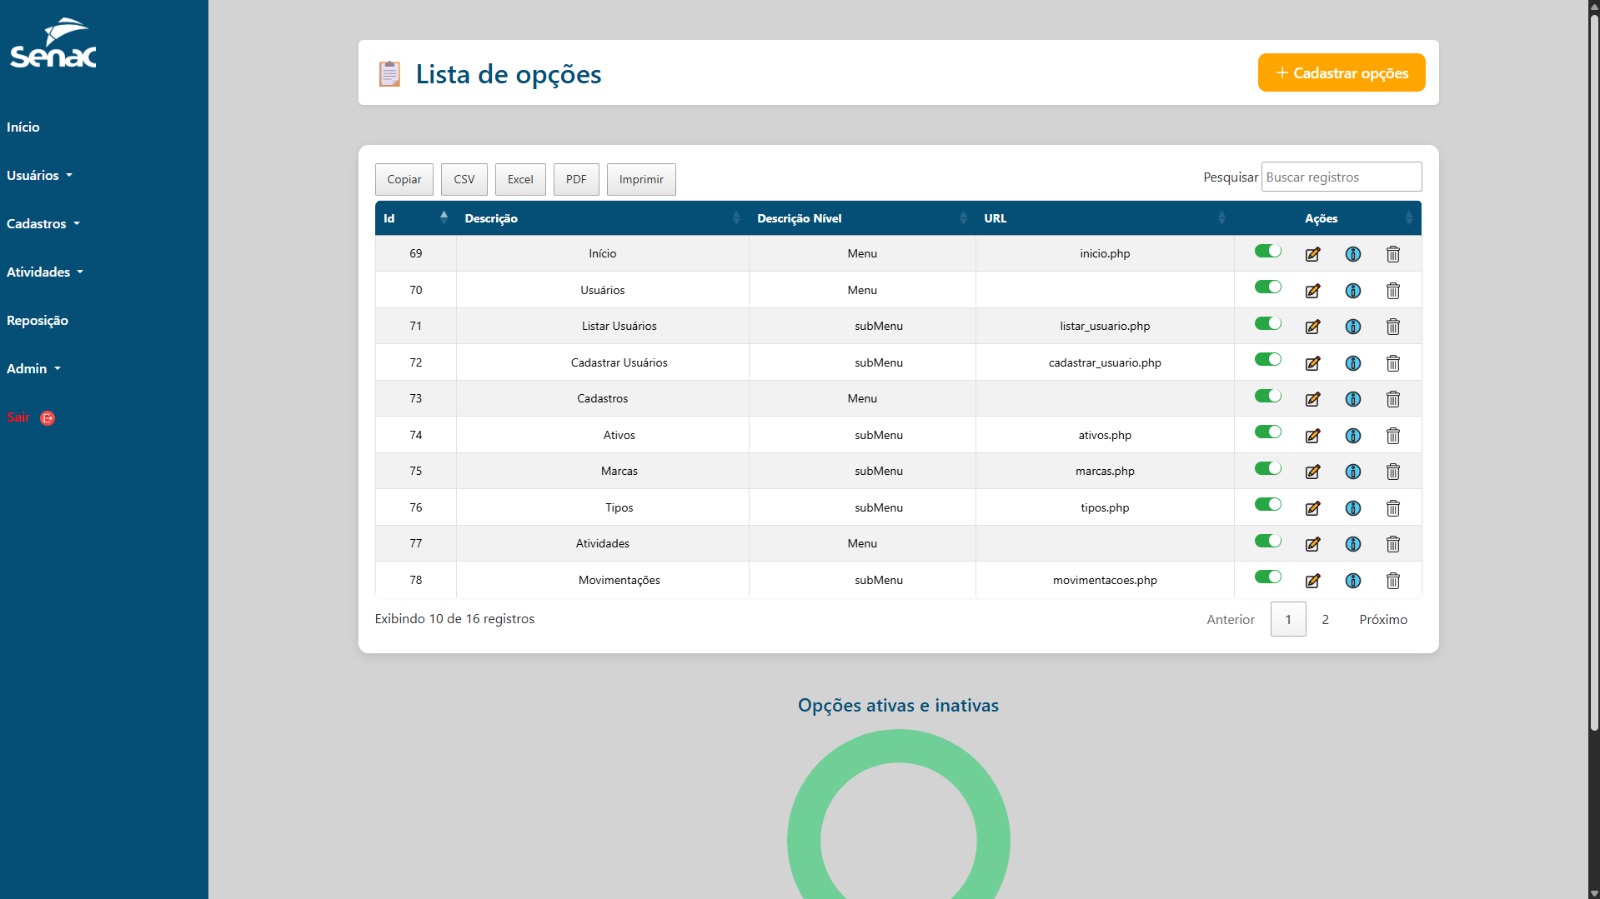 Senac
Início
Usuários
Cadastros
Atividades
Reposição
Admin
Sair
Lista de opções
+ Cadastrar opções
Copiar CSV Excel PDF Imprimir
Pesquisar Buscar registros
Id Descrição Descrição Nível URL Ações
69 Início Menu inicio.php
70 Usuários Menu
71 Listar Usuários subMenu listar_usuario.php
72 Cadastrar Usuários subMenu cadastrar_usuario.php
73 Cadastros Menu
74 Ativos subMenu ativos.php
75 Marcas subMenu marcas.php
76 Tipos subMenu tipos.php
77 Atividades Menu
78 Movimentações subMenu movimentacoes.php
Exibindo 10 de 16 registros
Anterior 1 2 Próximo
Opções ativas e inativas